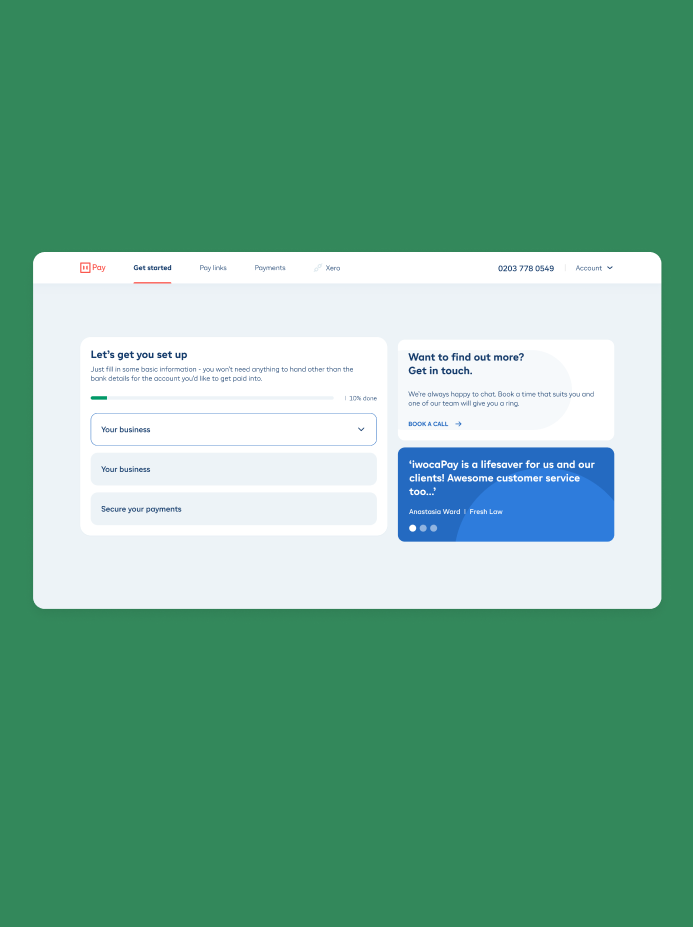 Pay
Get started
Pay links
Payments
Xero
0203 778 0549
Account
Let's get you set up
Just fill in some basic information - you won't need anything to hand other than the
bank details for the account you'd like to get paid into.
10% done
Your business
Your business
Secure your payments
Want to find out more?
Get in touch.
We're always happy to chat. Book a time that suits you and
one of our team will give you a ring.
BOOK A CALL
‘iwocaPay is a lifesaver for us and our
clients! Awesome customer service
too...’
Anastasia Ward | Fresh Law